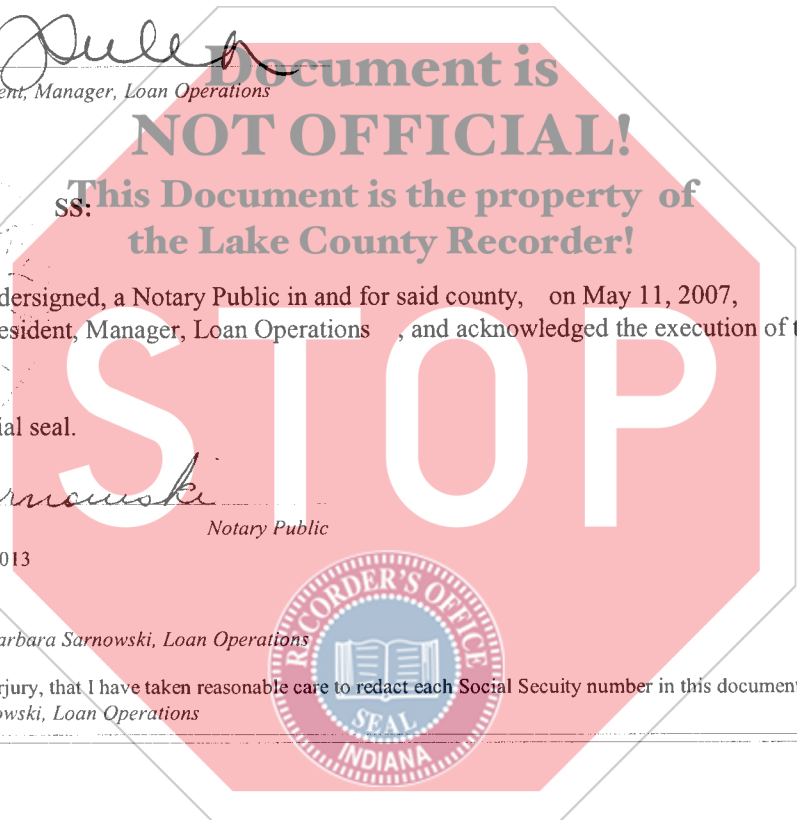 Document is
ent, Manager, Loan Operations
NOT OFFICIAL!
This Document is the property of
SS:
the Lake County Recorder!
dersigned, a Notary Public in and for said county, on May 11, 2007,
esident, Manager, Loan Operations , and acknowledged the execution of t
STOP
ial seal.
rnowski
Notary Public
013
arbara Sarnowski, Loan Operations
rjury, that I have taken reasonable care to redact each Social Secuity number in this document
owski, Loan Operations
RECORDER'S OFFICE
SEAL
INDIANA